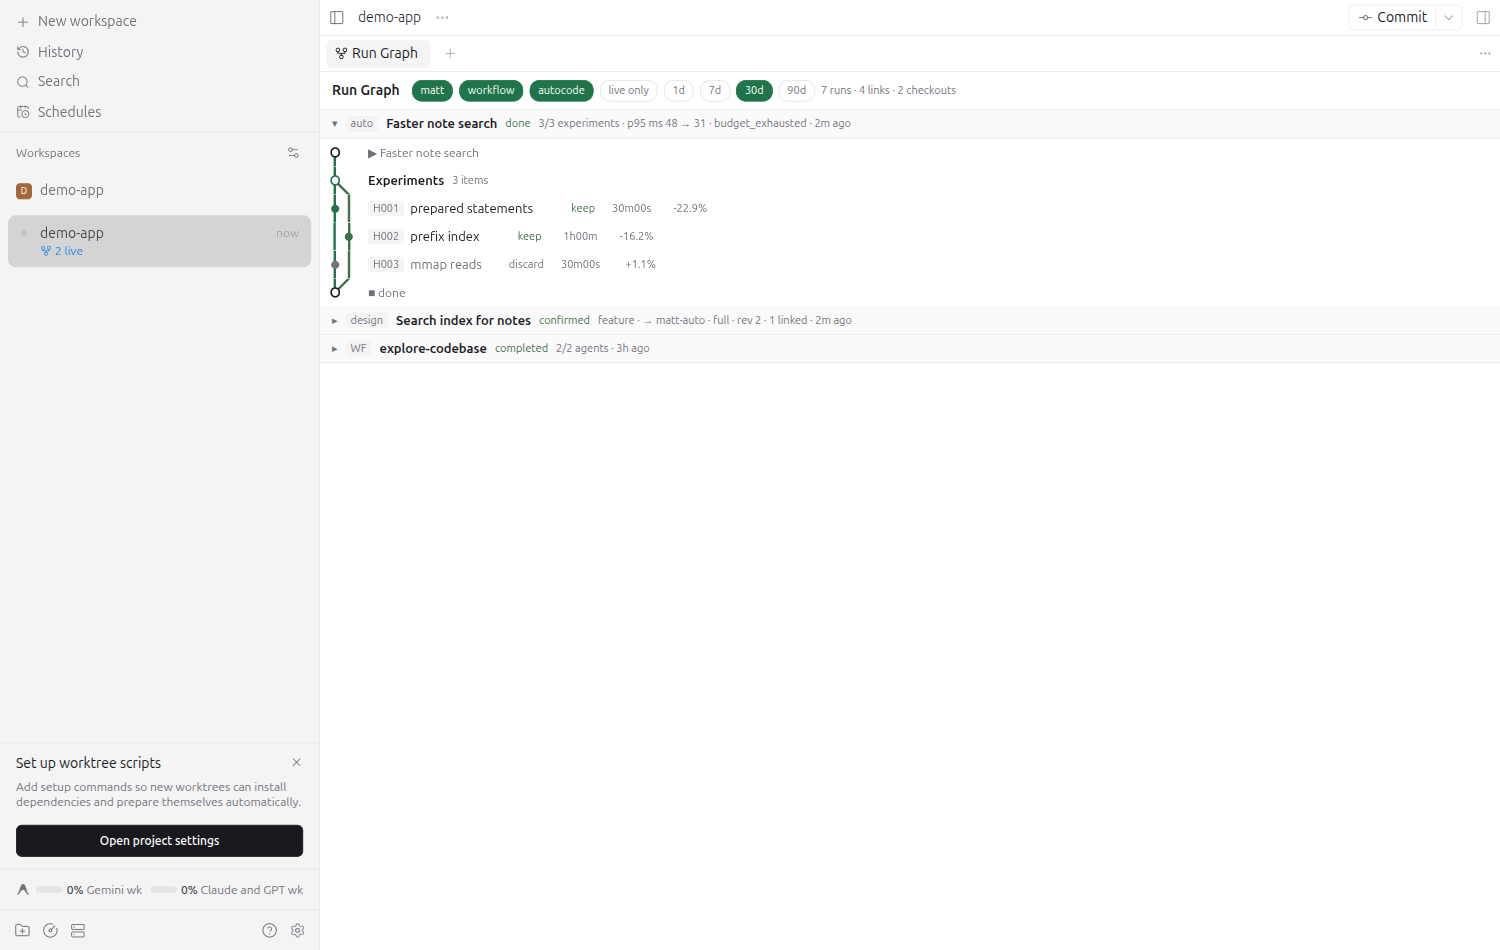 New workspace
History
Search
Schedules
Workspaces
D demo-app
demo-app now
2 live
Set up worktree scripts
Add setup commands so new worktrees can install
dependencies and prepare themselves automatically.
Open project settings
0% Gemini wk 0% Claude and GPT wk
demo-app
Commit
Run Graph
Run Graph matt workflow autocode live only 1d 7d 30d 90d 7 runs · 4 links · 2 checkouts
▾ auto Faster note search done 3/3 experiments · p95 ms 48 → 31 · budget_exhausted · 2m ago
▶ Faster note search
Experiments 3 items
H001 prepared statements keep 30m00s -22.9%
H002 prefix index keep 1h00m -16.2%
H003 mmap reads discard 30m00s +1.1%
■ done
▸ design Search index for notes confirmed feature · → matt-auto · full · rev 2 · 1 linked · 2m ago
▸ WF explore-codebase completed 2/2 agents · 3h ago